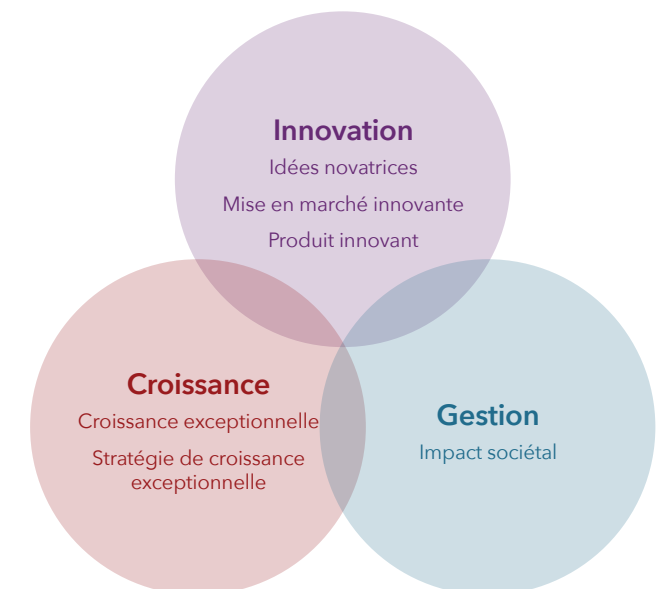 Innovation
Idées novatrices
Mise en marché innovante
Produit innovant
Croissance
Croissance exceptionnelle
Stratégie de croissance
exceptionnelle
Gestion
Impact sociétal